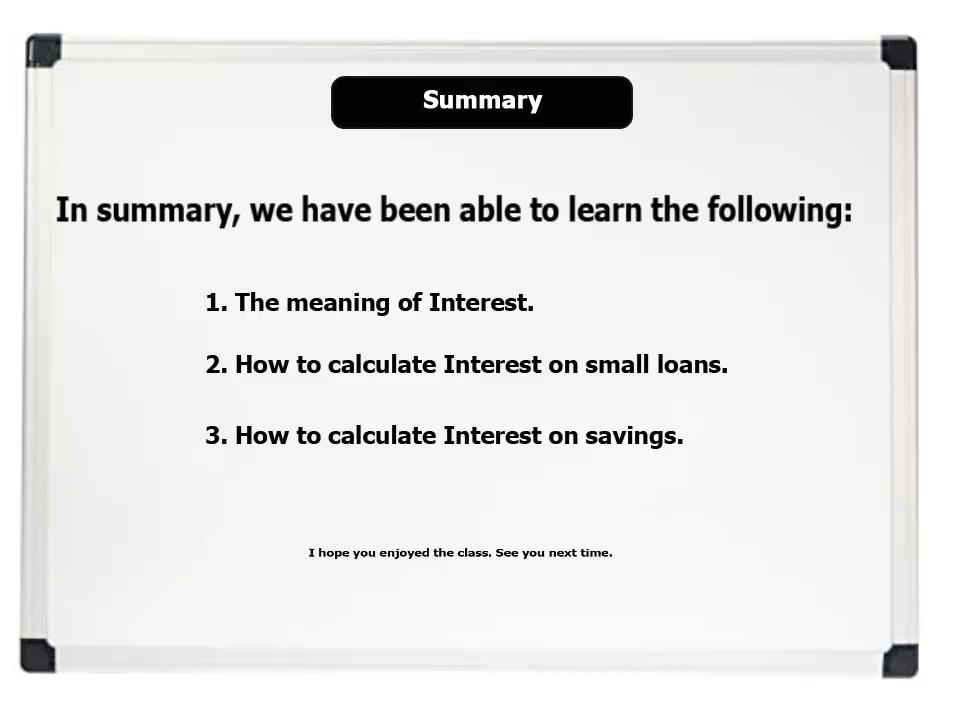 Summary
In summary, we have been able to learn the following:
1. The meaning of Interest.
2. How to calculate Interest on small loans.
3. How to calculate Interest on savings.
I hope you enjoyed the class. See you next time.